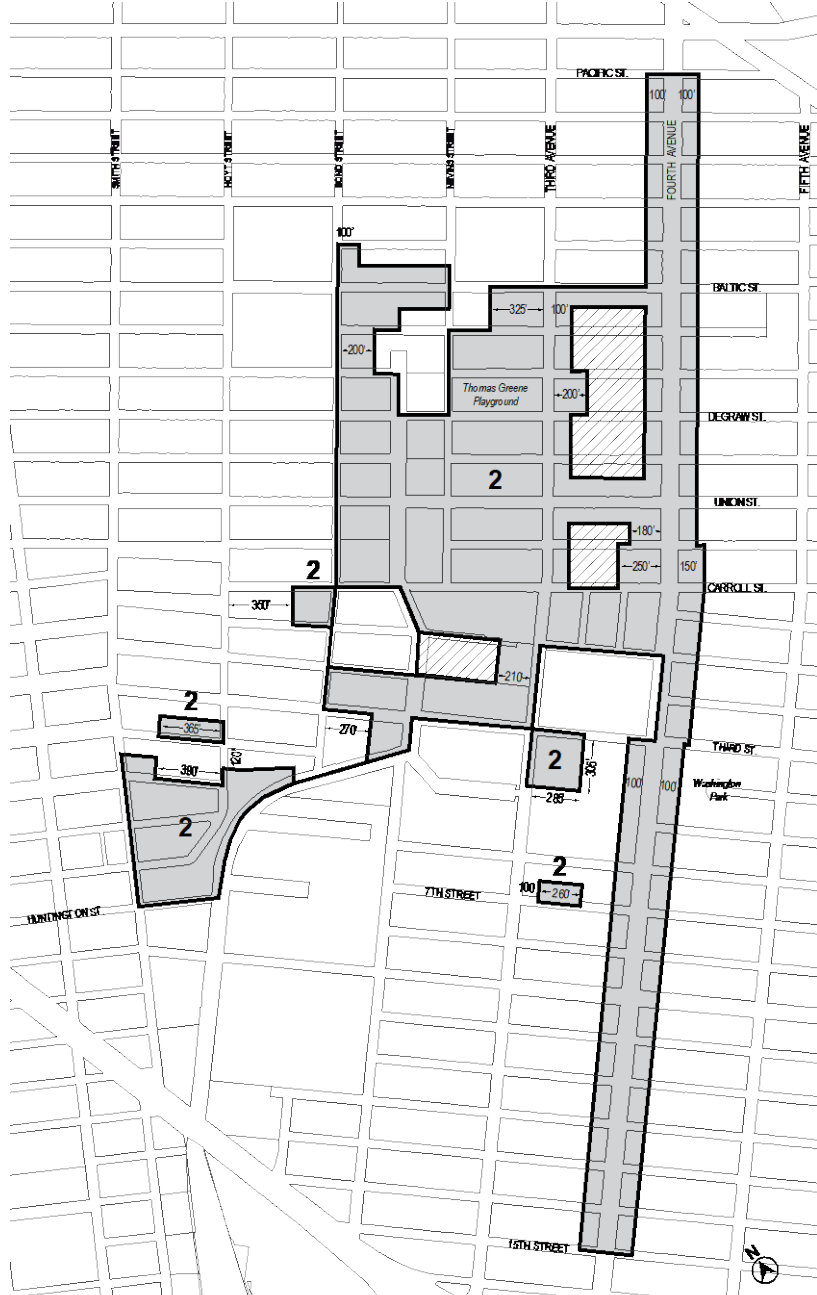 PACIFIC ST.
100'
100'
SMITH STREET
HOYT STREET
BOND STREET
NEVINS STREET
THIRD AVENUE
FOURTH AVENUE
FIFTH AVENUE
100'
BALTIC ST.
325'
100'
200'
Thomas Greene
Playground
200'
DEGRAW ST.
2
UNION ST.
180'
2
250'
150'
CARROLL ST.
350'
210'
2
365'
270'
THIRD ST.
120'
2
305'
390'
100'
100'
Washington
Park
285
2
2
7TH STREET
100'
260
HUNTINGTON ST.
15TH STREET
N